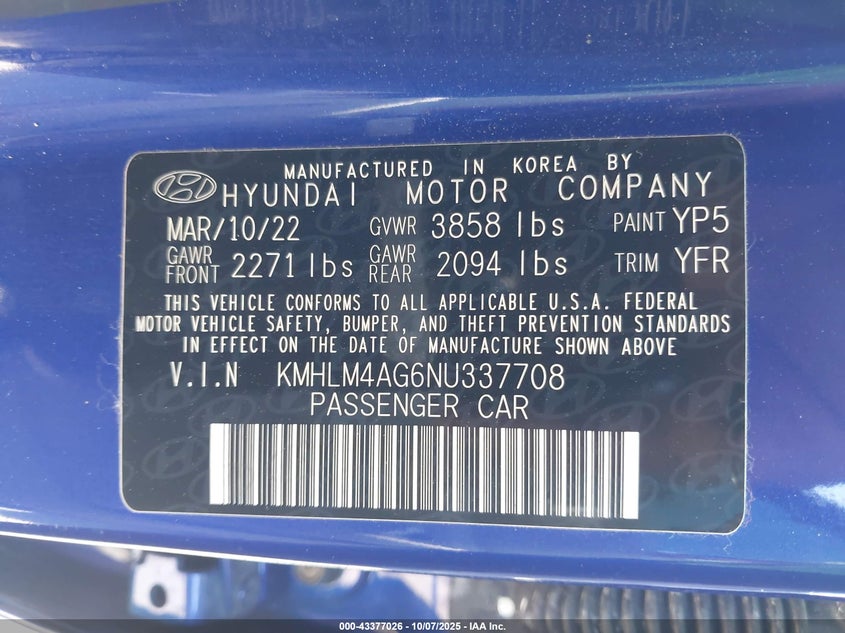 MANUFACTURED IN KOREA BY
HYUNDAI MOTOR COMPANY
MAR/10/22 GVWR 3858 lbs PAINT YP5
GAWR FRONT 2271 lbs GAWR REAR 2094 lbs TRIM YFR
THIS VEHICLE CONFORMS TO ALL APPLICABLE U.S.A. FEDERAL
MOTOR VEHICLE SAFETY, BUMPER, AND THEFT PREVENTION STANDARDS
IN EFFECT ON THE DATE OF MANUFACTURE SHOWN ABOVE
V.I.N KMHLM4AG6NU337708
PASSENGER CAR
000-43377026 - 10/07/2025 - IAA Inc.